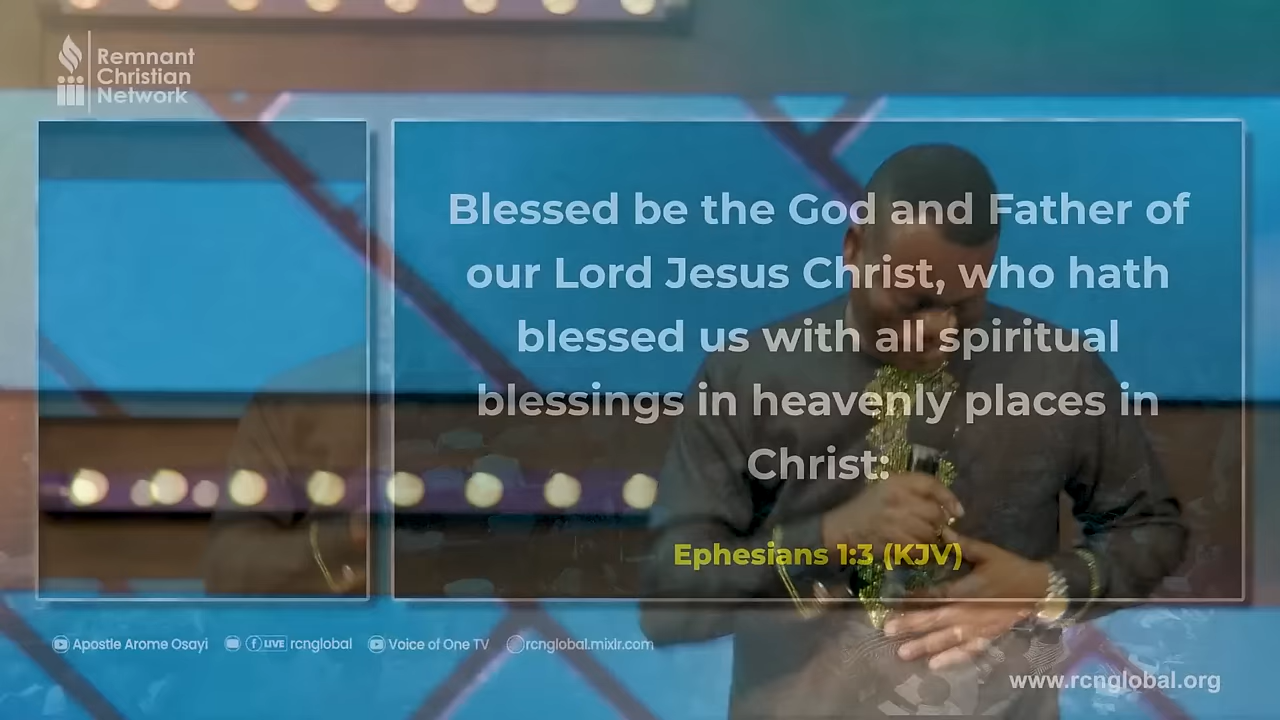 Remnant
Christian
Network
Blessed be the God and Father of
our Lord Jesus Christ, who hath
blessed us with all spiritual
blessings in heavenly places in
Christ:
Ephesians 1:3 (KJV)
Apostle Arome Osayi f LIVE rcnglobal Voice of One TV rcnglobal.mixlr.com
www.rcnglobal.org